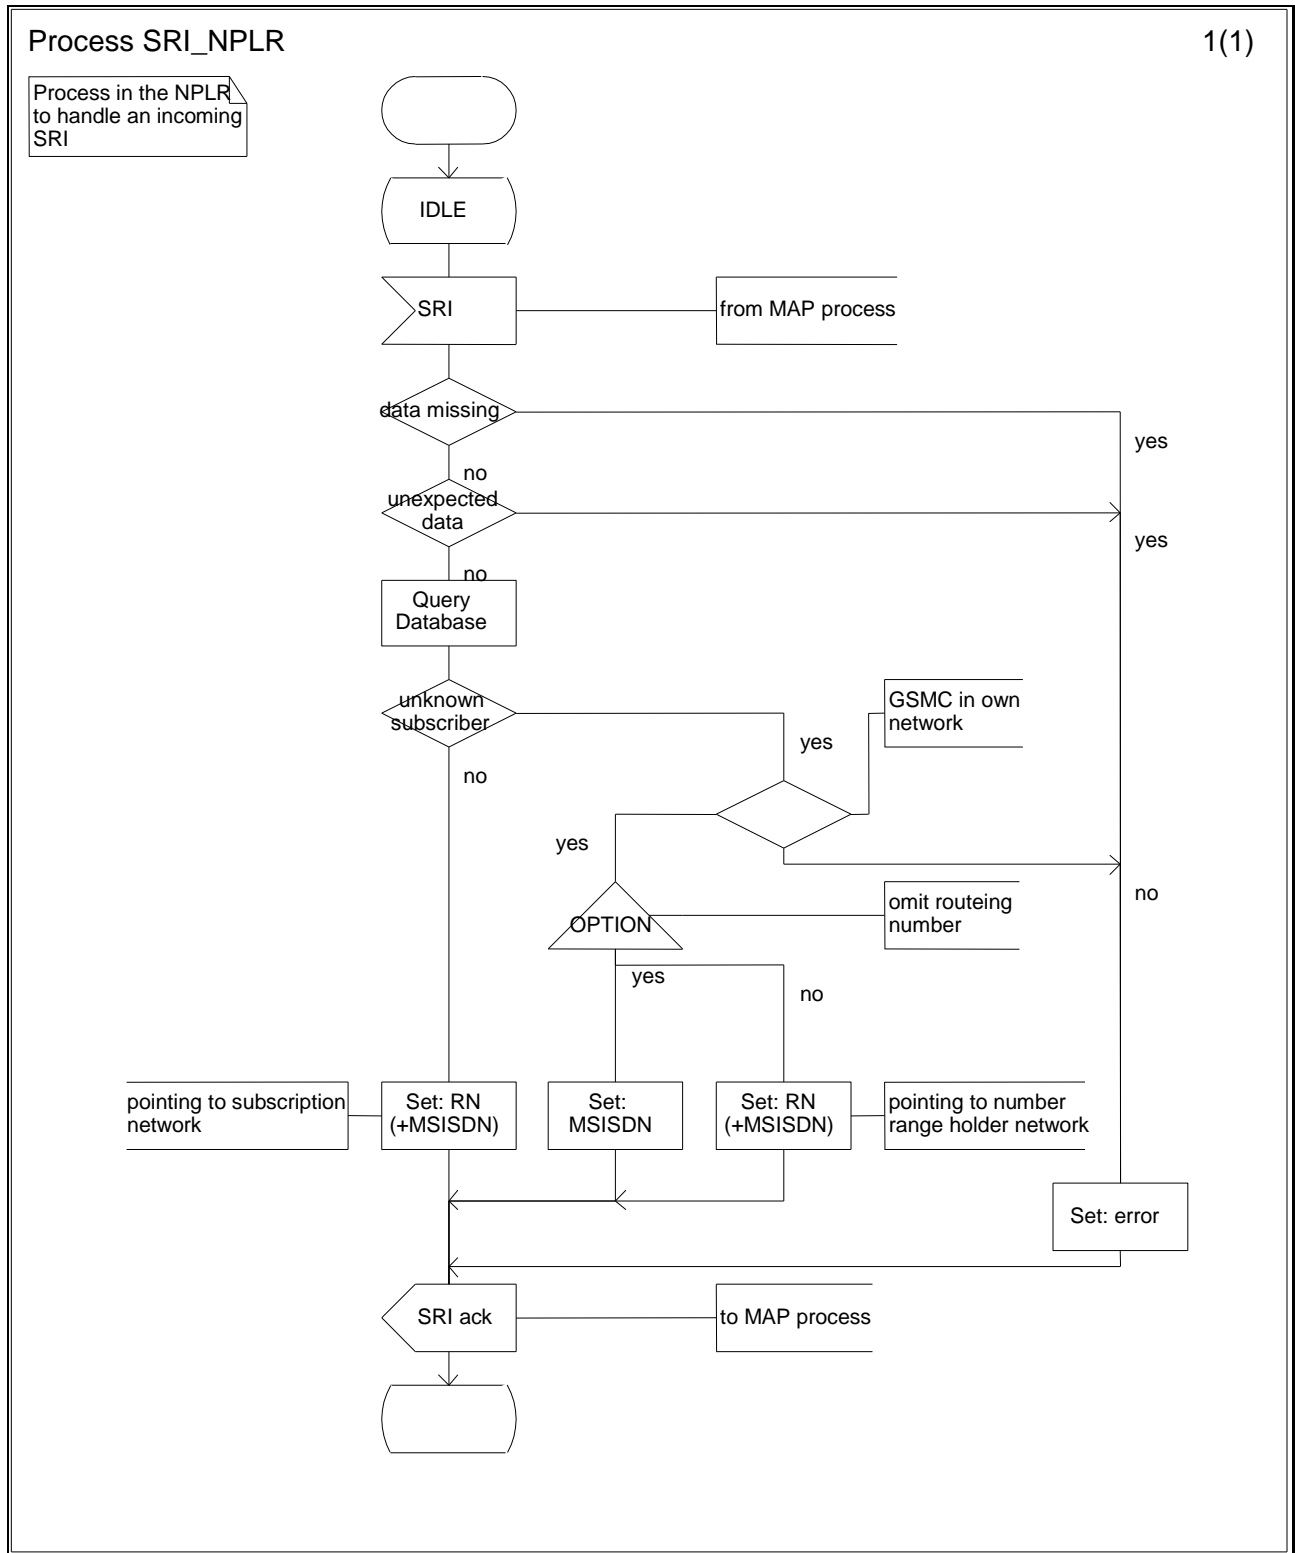 Process SRI_NPLR
1(1)
Process in the NPLR
to handle an incoming
SRI
IDLE
SRI
from MAP process
data missing
yes
no
unexpected
data
yes
no
Query
Database
unknown
subscriber
GSMC in own
network
yes
no
yes
no
OPTION
omit routeing
number
yes
no
pointing to subscription
network
Set: RN
(+MSISDN)
Set:
MSISDN
Set: RN
(+MSISDN)
pointing to number
range holder network
Set: error
SRI ack
to MAP process